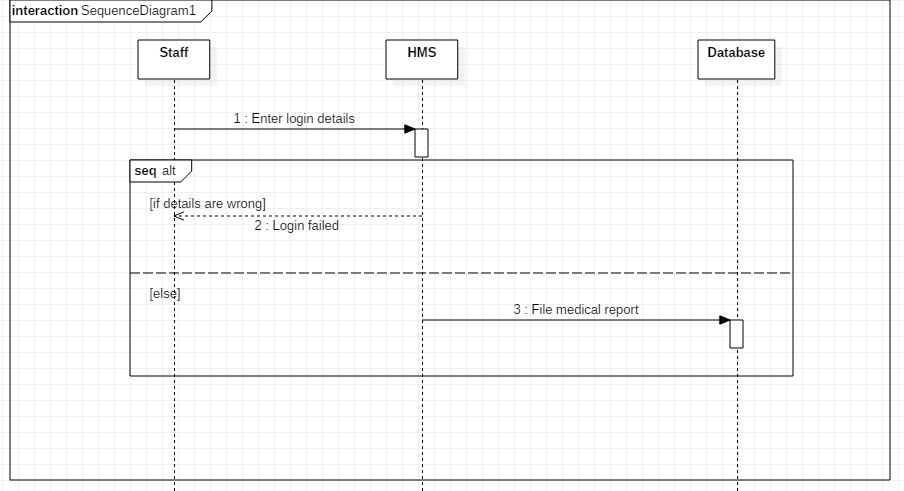 interaction SequenceDiagram1
Staff
HMS
Database
1 : Enter login details
seq alt
[if details are wrong]
2 : Login failed
[else]
3 : File medical report